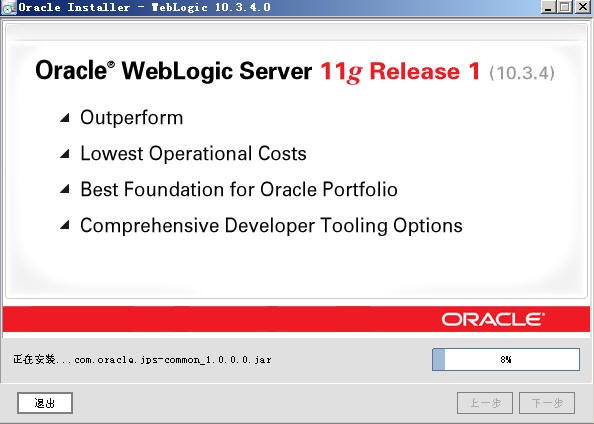 Oracle Installer - WebLogic 10.3.4.0
Oracle® WebLogic Server 11g Release 1 (10.3.4)
Outperform
Lowest Operational Costs
Best Foundation for Oracle Portfolio
Comprehensive Developer Tooling Options
ORACLE®
正在安装...com.oracle.jps-common_1.0.0.0.jar
8%
退出
上一步
下一步